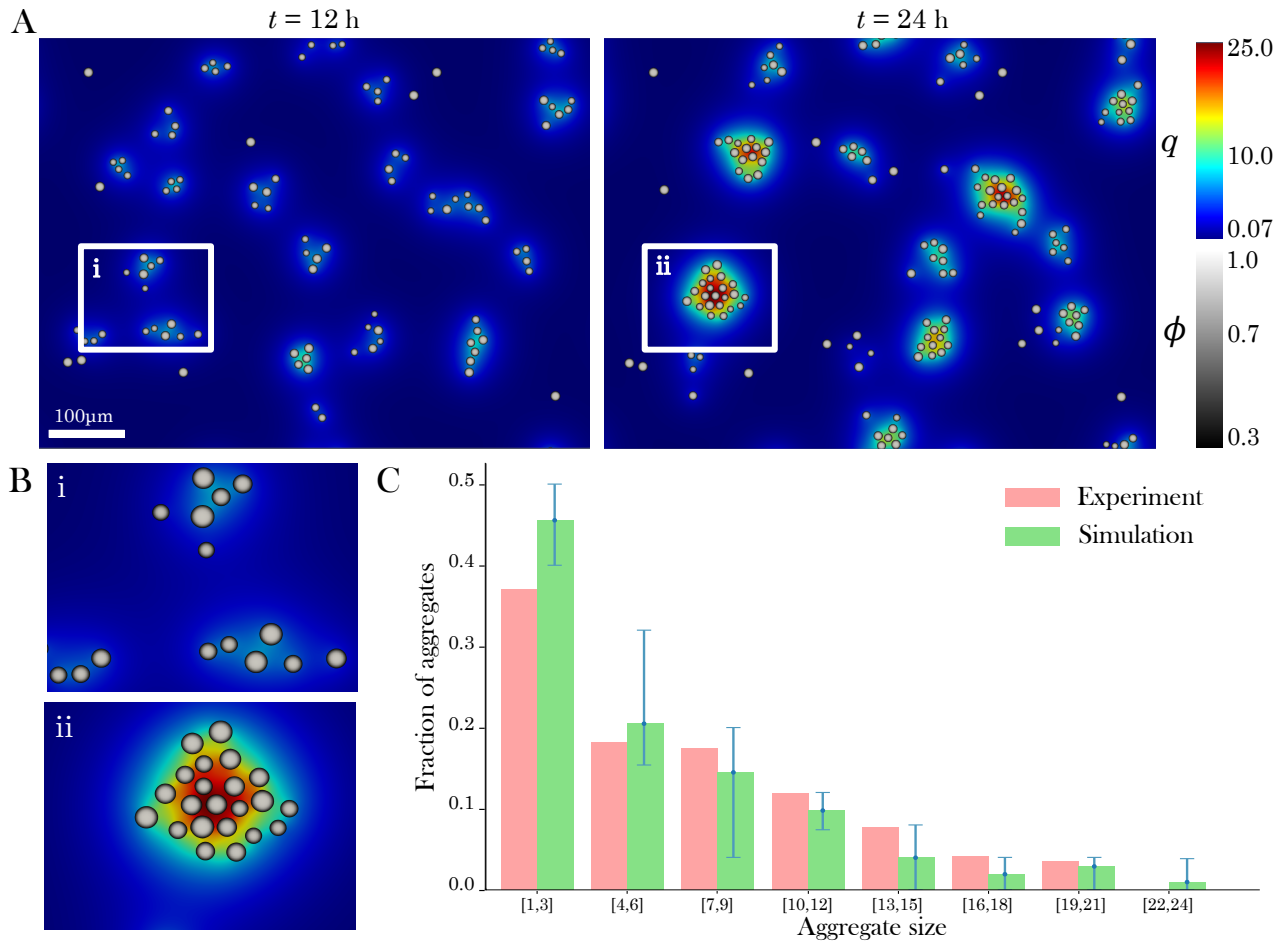 A
t = 12 h
t = 24 h
i
100μm
ii
25.0
q
10.0
0.07
1.0
ϕ
0.7
0.3
B
i
ii
C
Fraction of aggregates
0.5
0.4
0.3
0.2
0.1
0.0
Experiment
Simulation
[1,3] [4,6] [7,9] [10,12] [13,15] [16,18] [19,21] [22,24]
Aggregate size